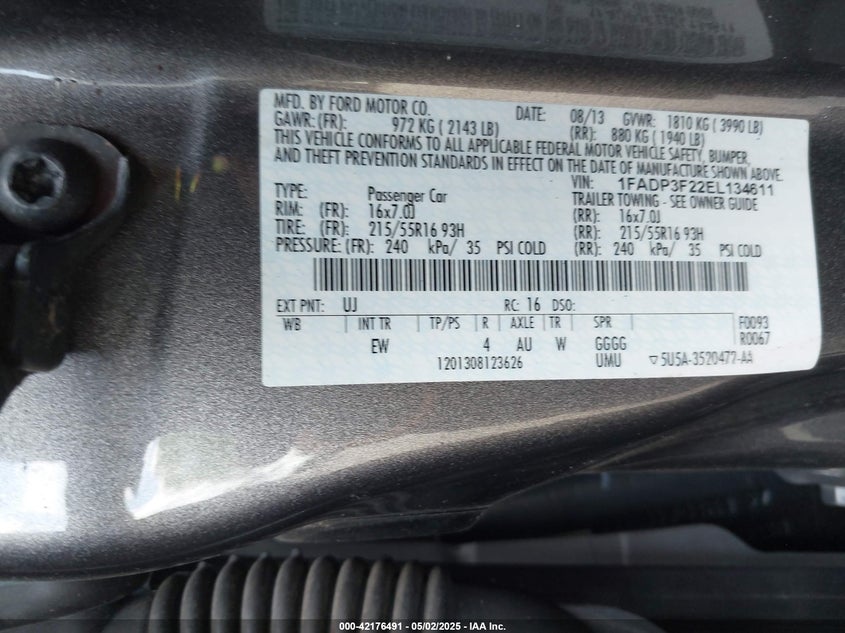 MFD. BY FORD MOTOR CO. DATE: 08/13 GVWR: 1810 KG ( 3990 LB)
GAWR: (FR): 972 KG ( 2143 LB) (RR): 880 KG ( 1940 LB)
THIS VEHICLE CONFORMS TO ALL APPLICABLE FEDERAL MOTOR VEHICLE SAFETY, BUMPER,
AND THEFT PREVENTION STANDARDS IN EFFECT ON THE DATE OF MANUFACTURE SHOWN ABOVE.
VIN: 1FADP3F22EL134611
TYPE: Passenger Car TRAILER TOWING - SEE OWNER GUIDE
RIM: (FR): 16x7.0J (RR): 16x7.0J
TIRE: (FR): 215/55R16 93H (RR): 215/55R16 93H
PRESSURE: (FR): 240 kPa/ 35 PSI COLD (RR): 240 kPa/ 35 PSI COLD
EXT PNT: UJ RC: 16 DSO:
WB INT TR TP/PS R AXLE TR SPR F0093
R0067
EW 4 AU W GGGG
1201308123626 UMU 5U5A-3520472-AA
000-42176491 - 05/02/2025 - IAA Inc.